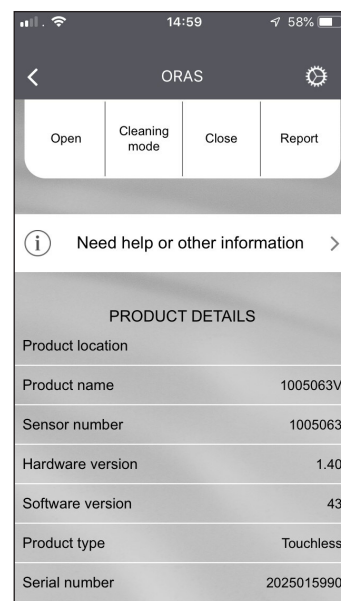 14:59
58%
ORAS
Open
Cleaning
mode
Close
Report
i
Need help or other information
PRODUCT DETAILS
Product location
Product name 1005063V
Sensor number 1005063
Hardware version 1.40
Software version 43
Product type Touchless
Serial number 2025015990